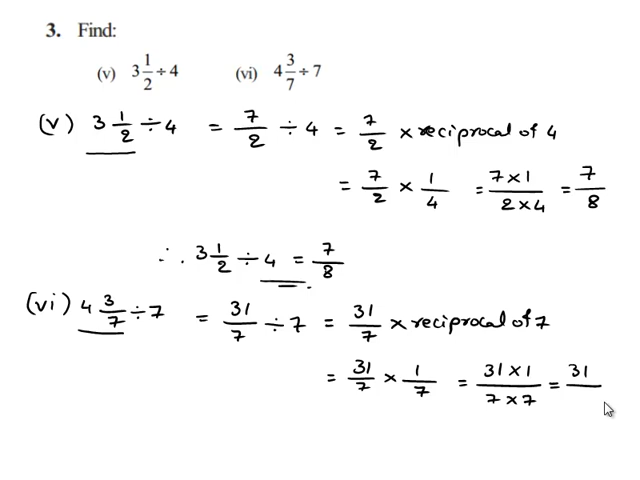 3. Find:
(v) 3 1/2 ÷ 4 (vi) 4 3/7 ÷ 7
(v) 3 1/2 ÷ 4 = 7/2 ÷ 4 = 7/2 × reciprocal of 4
= 7/2 × 1/4 = 7×1/2×4 = 7/8
∴ 3 1/2 ÷ 4 = 7/8.
(vi) 4 3/7 ÷ 7 = 31/7 ÷ 7 = 31/7 × reciprocal of 7
= 31/7 × 1/7 = 31×1/7×7 = 31/